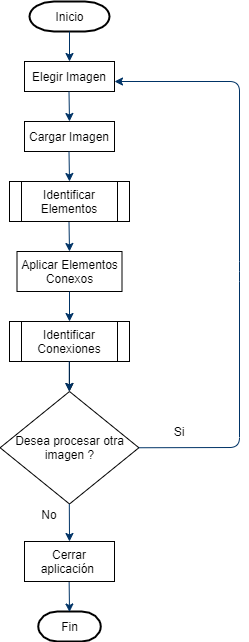 Inicio
Elegir Imagen
Cargar Imagen
Identificar
Elementos
Aplicar Elementos
Conexos
Identificar
Conexiones
Desea procesar otra
imagen ?
Si
No
Cerrar
aplicación
Fin